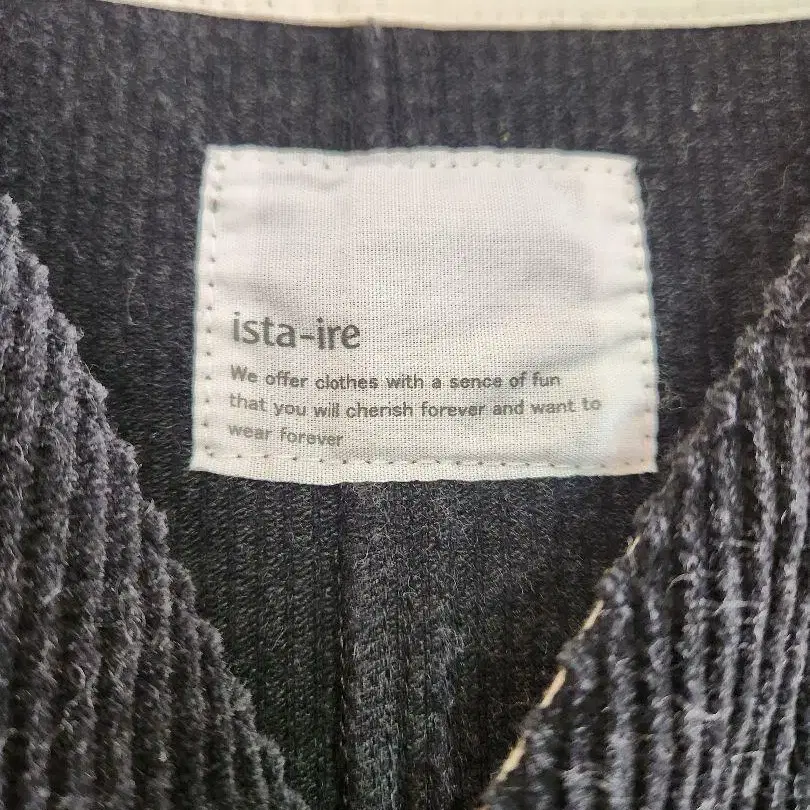 ista-ire
We offer clothes with a sence of fun
that you will cherish forever and want to
wear forever